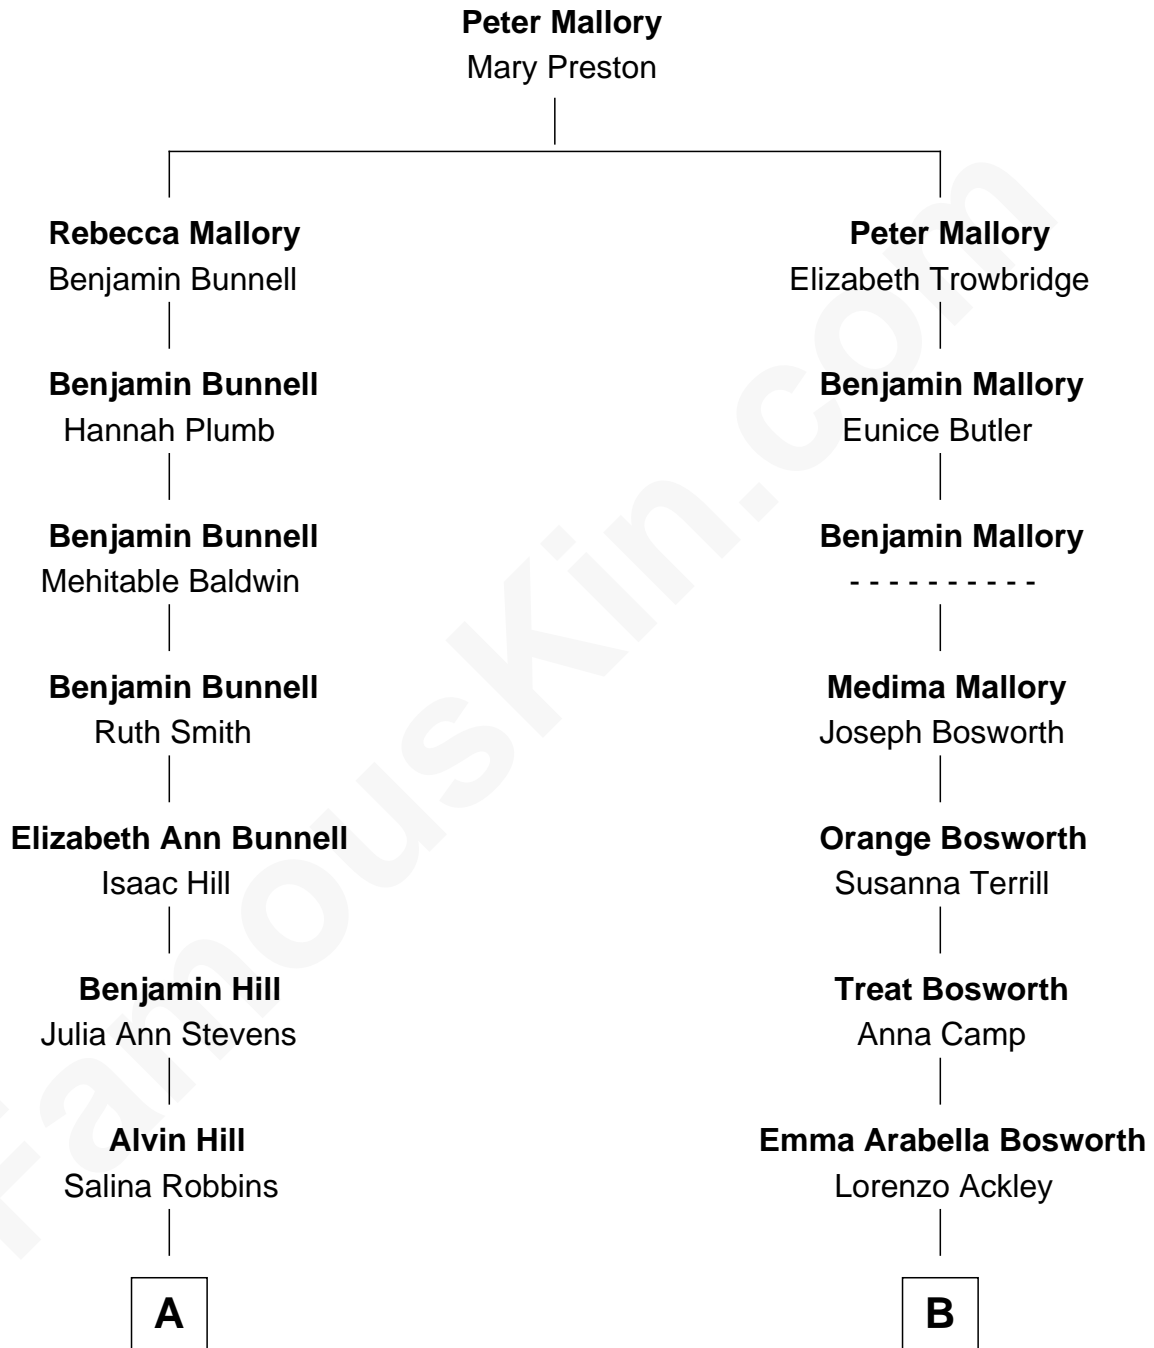 Peter Mallory
Mary Preston
Rebecca Mallory
Benjamin Bunnell
Peter Mallory
Elizabeth Trowbridge
Benjamin Bunnell
Hannah Plumb
Benjamin Mallory
Eunice Butler
Benjamin Bunnell
Mehitable Baldwin
Benjamin Mallory
- - - - - - - - - -
Benjamin Bunnell
Ruth Smith
Medima Mallory
Joseph Bosworth
Elizabeth Ann Bunnell
Isaac Hill
Orange Bosworth
Susanna Terrill
Benjamin Hill
Julia Ann Stevens
Treat Bosworth
Anna Camp
Alvin Hill
Salina Robbins
Emma Arabella Bosworth
Lorenzo Ackley
A
B
FamousKin.com